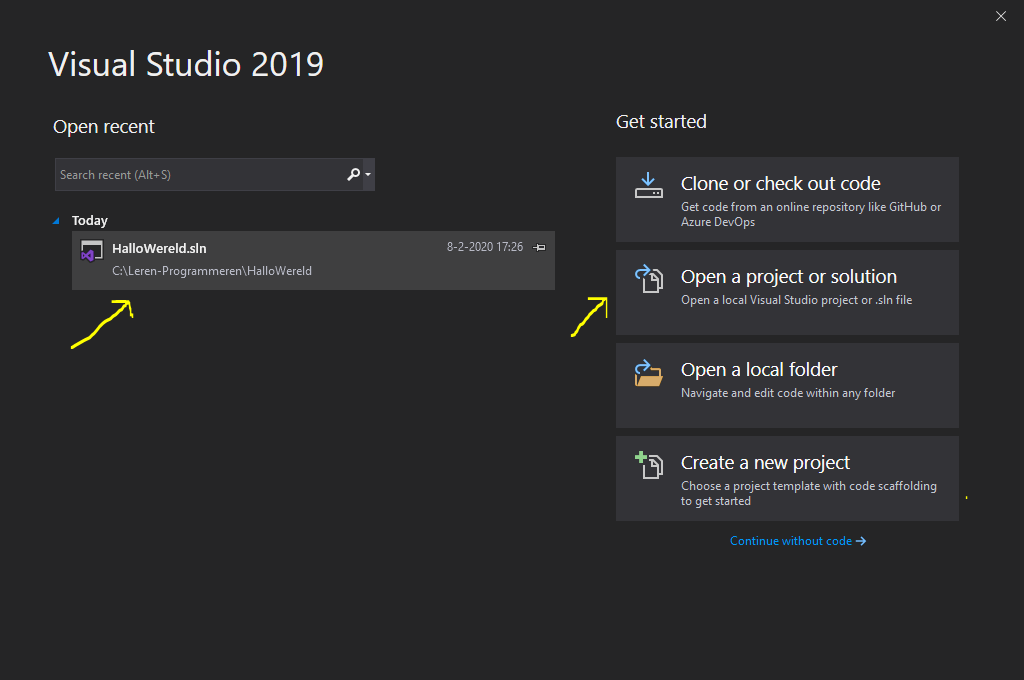 Visual Studio 2019
Open recent
Search recent (Alt+S)
Today
HalloWereld.sln 8-2-2020 17:26
C:\Leren-Programmeren\HalloWereld
Get started
Clone or check out code
Get code from an online repository like GitHub or
Azure DevOps
Open a project or solution
Open a local Visual Studio project or .sln file
Open a local folder
Navigate and edit code within any folder
Create a new project
Choose a project template with code scaffolding
to get started
Continue without code →